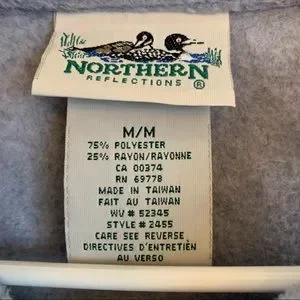 NORTHERN
REFLECTIONS ®
M/M
75% POLYESTER
25% RAYON/RAYONNE
CA 00374
RN 69778
MADE IN TAIWAN
FAIT AU TAIWAN
WV # 52345
STYLE # 2455
CARE SEE REVERSE
DIRECTIVES D'ENTRETIÈN
AU VERSO